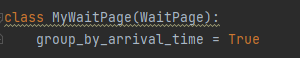 class MyWaitPage(WaitPage):
    group_by_arrival_time = True